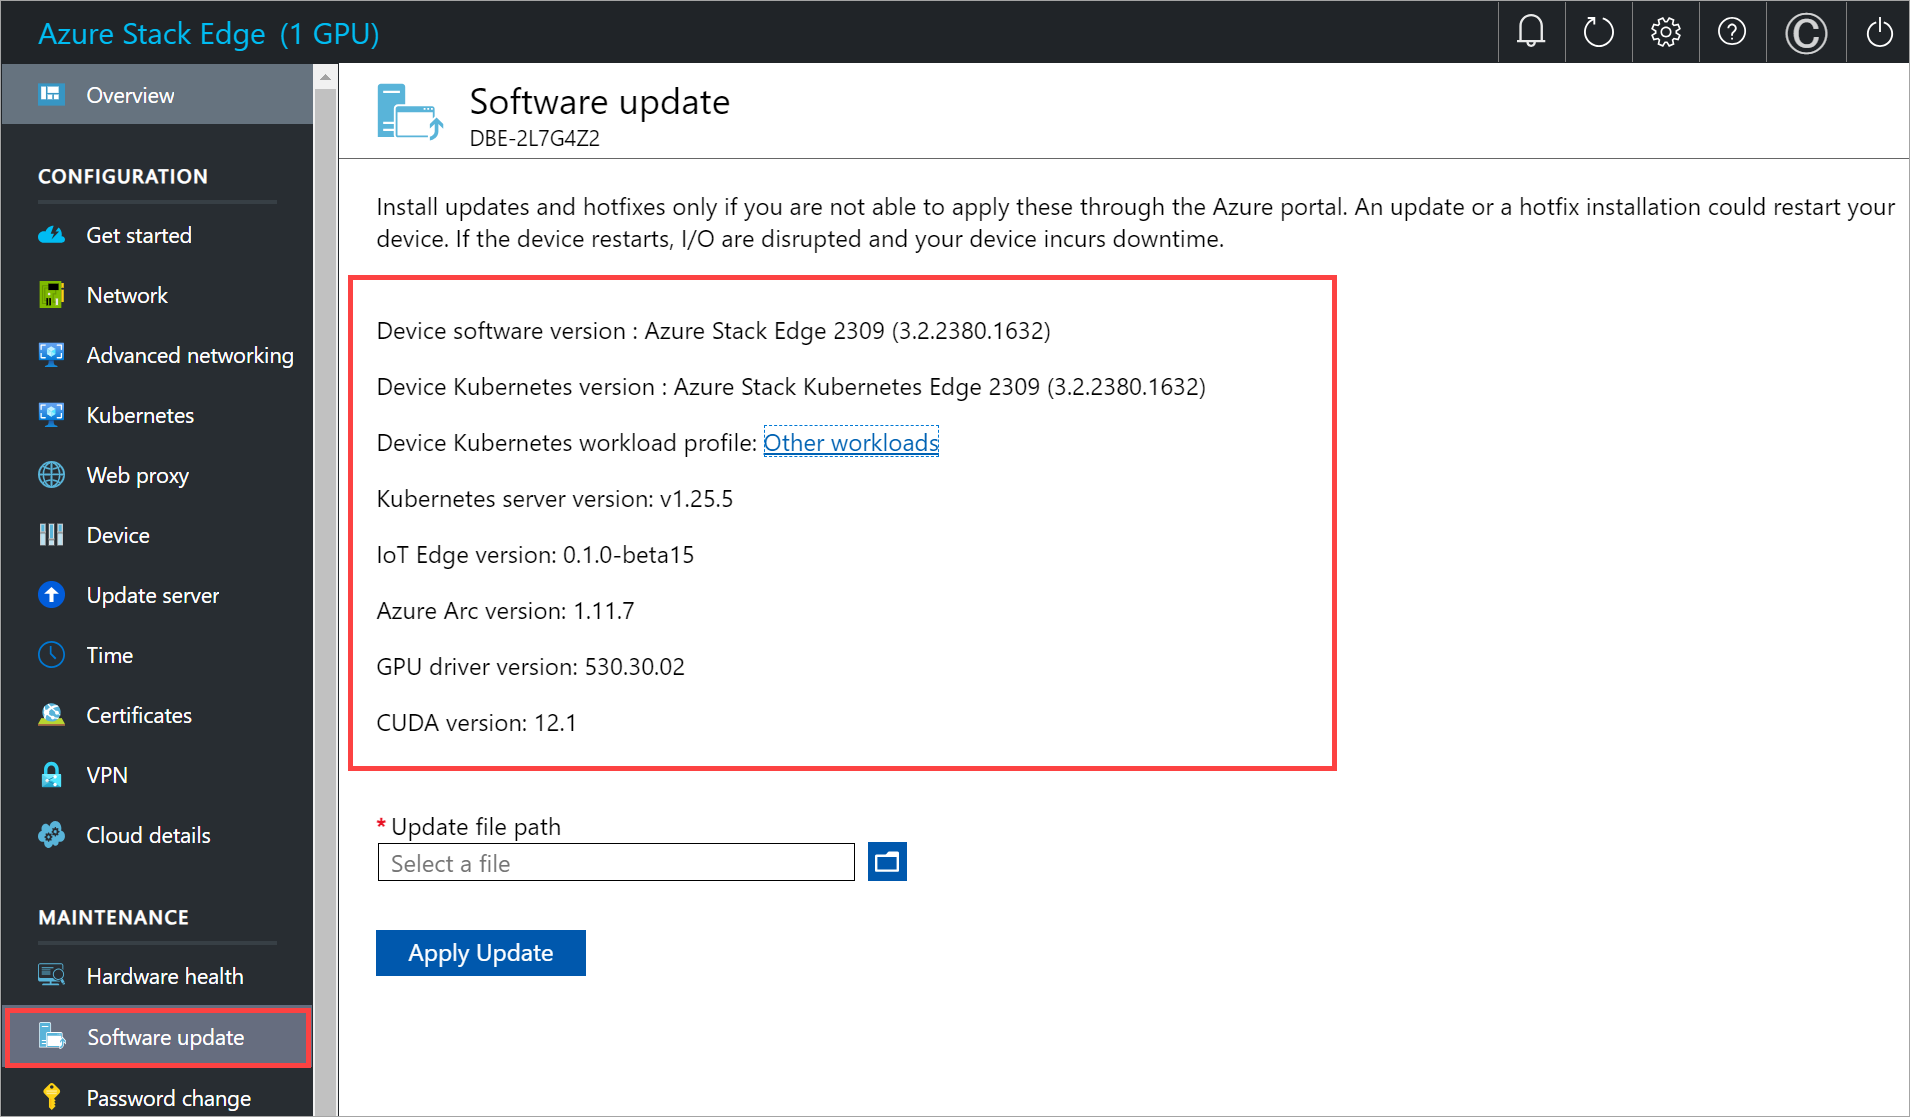 Azure Stack Edge (1 GPU)
Overview
CONFIGURATION
Get started
Network
Advanced networking
Kubernetes
Web proxy
Device
Update server
Time
Certificates
VPN
Cloud details
MAINTENANCE
Hardware health
Software update
Password change
Software update
DBE-2L7G4Z2
Install updates and hotfixes only if you are not able to apply these through the Azure portal. An update or a hotfix installation could restart your
device. If the device restarts, I/O are disrupted and your device incurs downtime.
Device software version : Azure Stack Edge 2309 (3.2.2380.1632)
Device Kubernetes version : Azure Stack Kubernetes Edge 2309 (3.2.2380.1632)
Device Kubernetes workload profile: Other workloads
Kubernetes server version: v1.25.5
IoT Edge version: 0.1.0-beta15
Azure Arc version: 1.11.7
GPU driver version: 530.30.02
CUDA version: 12.1
* Update file path
Select a file
Apply Update